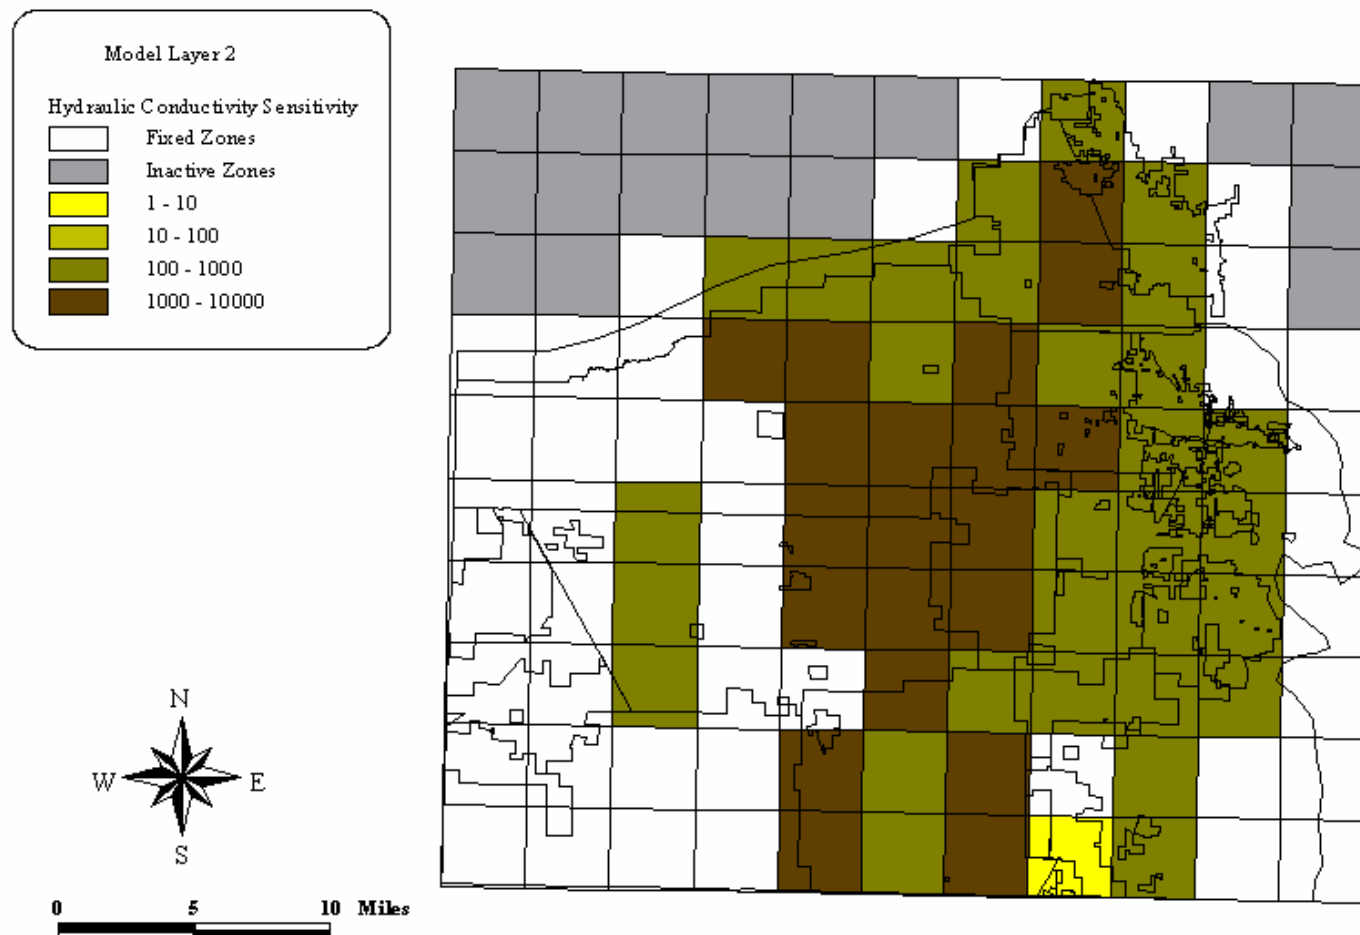 Model Layer 2
Hydraulic Conductivity Sensitivity
Fixed Zones
Inactive Zones
1 - 10
10 - 100
100 - 1000
1000 - 10000
N
W E
S
0 5 10 Miles